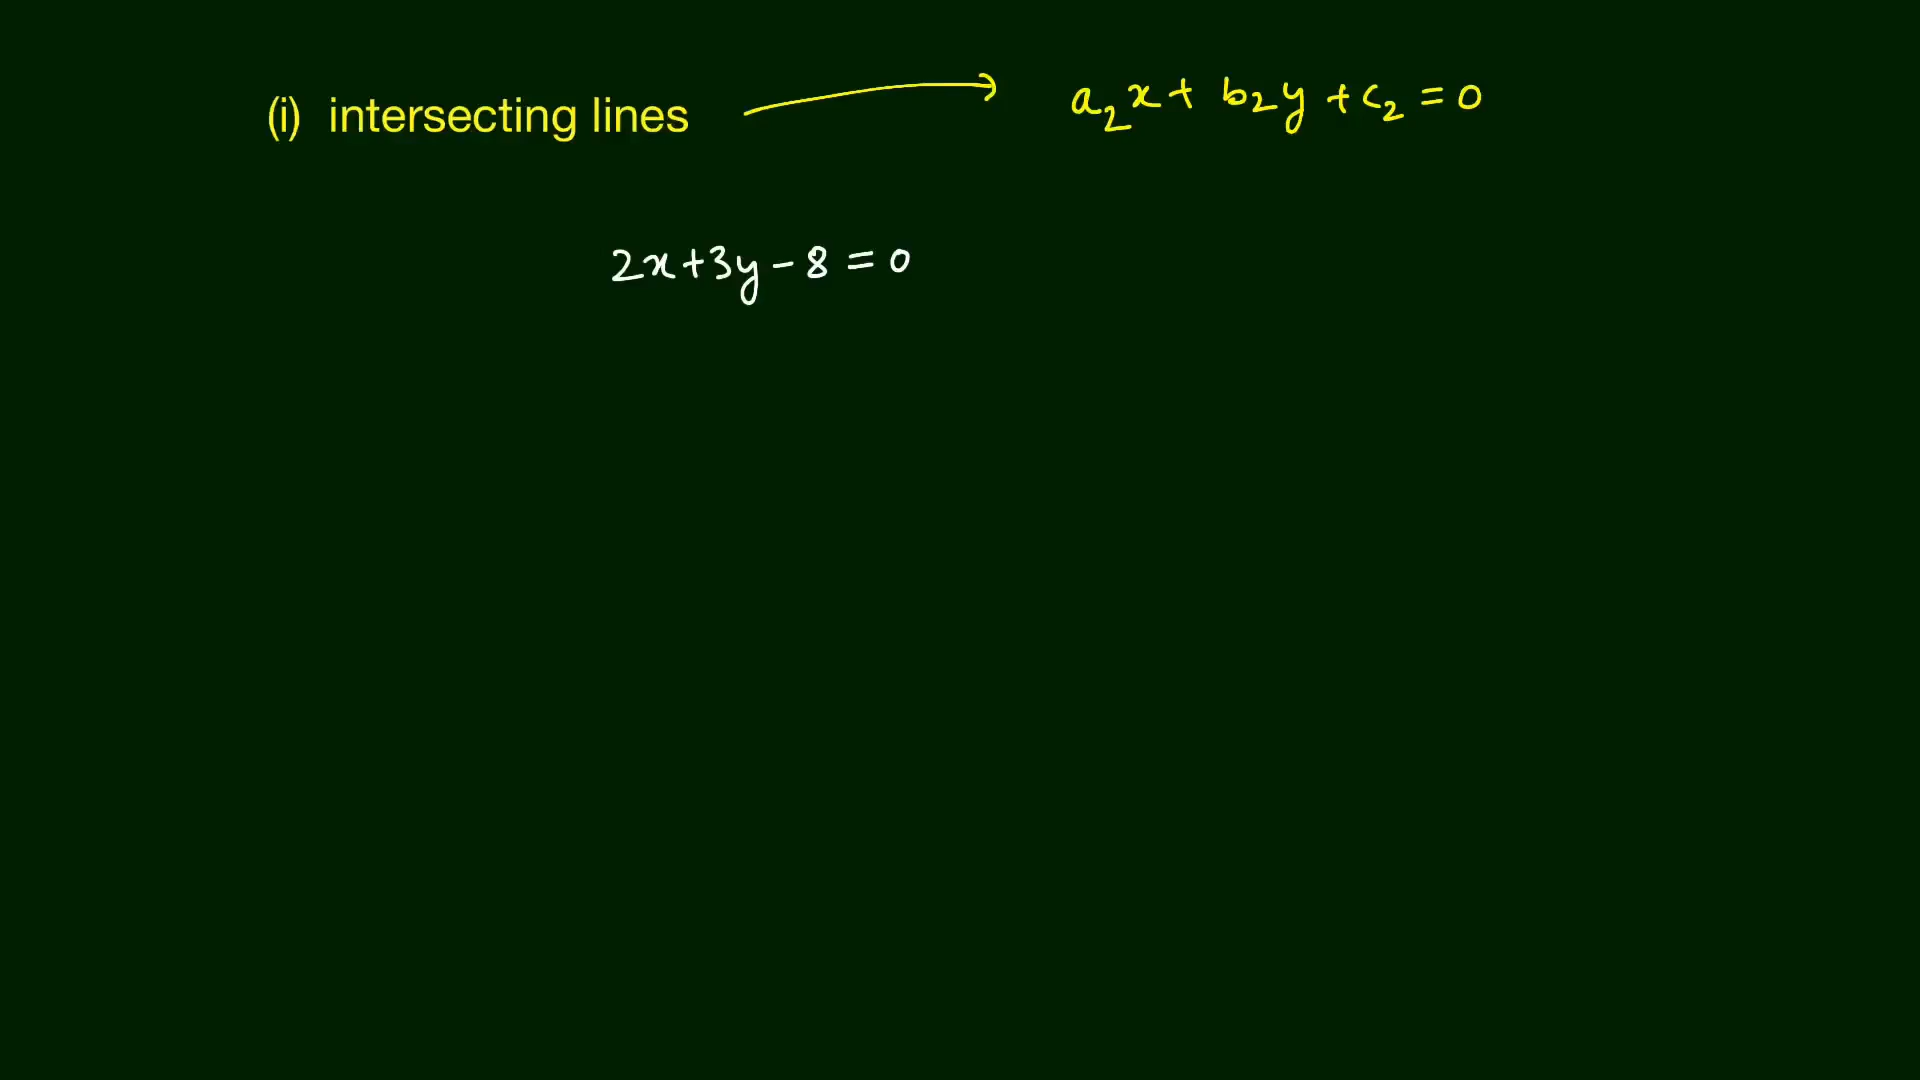 (i) intersecting lines → a₂x + b₂y + c₂ = 0
2x+3y-8=0